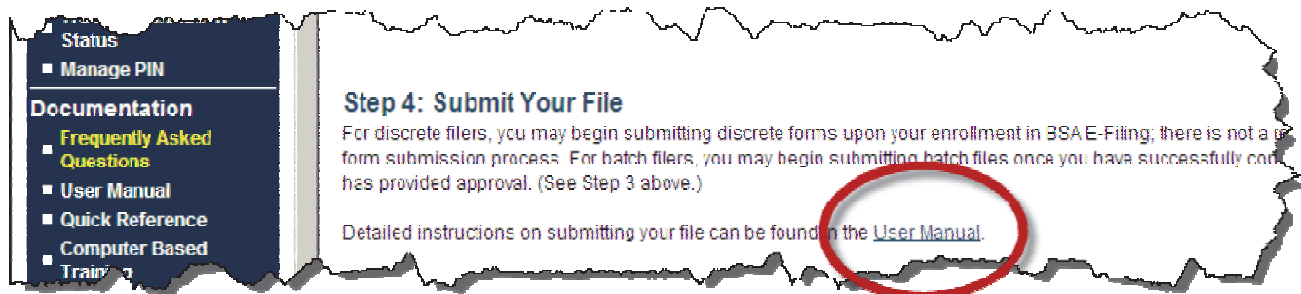 Status
Manage PIN
Documentation
Frequently Asked
Questions
User Manual
Quick Reference
Computer Based
Training
Step 4: Submit Your File
For discrete filers, you may begin submitting discrete forms upon your enrollment in BSAE-Filing; there is not a
form submission process. For batch filers, you may begin submitting batch files once you have successfully
has provided approval. (See Step 3 above.)
Detailed instructions on submitting your file can be found in the User Manual.